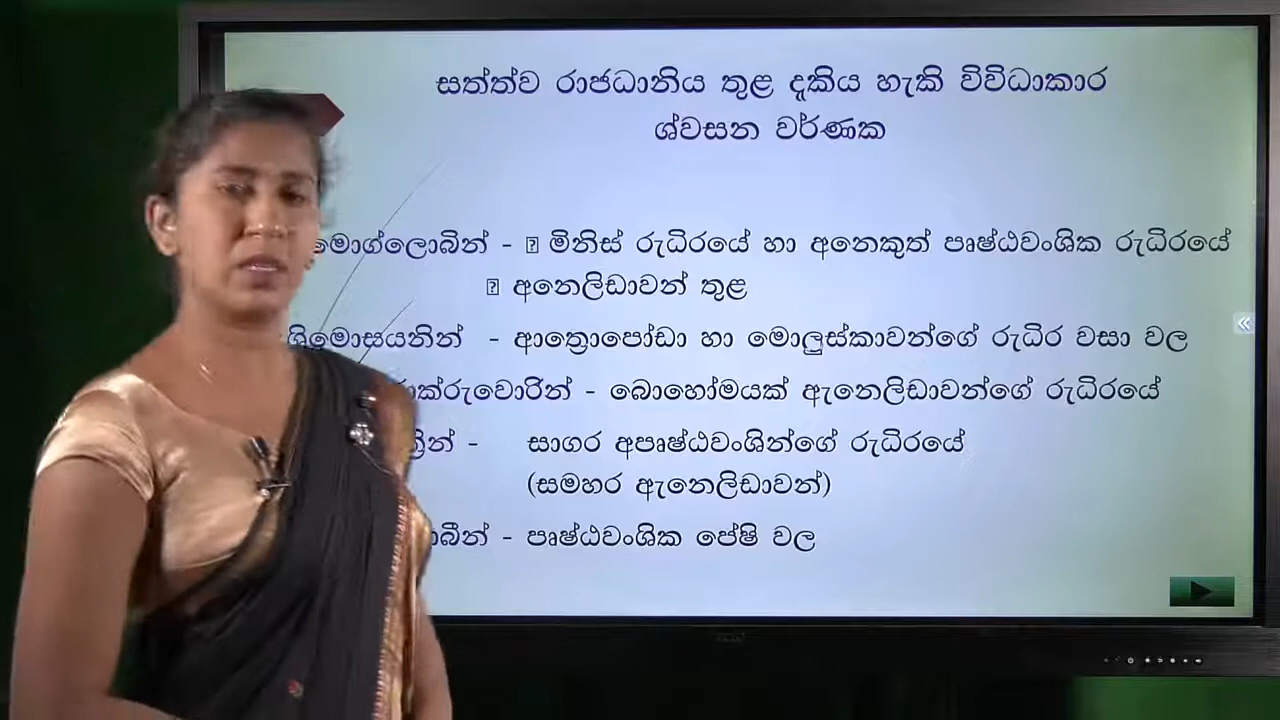 සත්ත්ව රාජධානිය තුළ දැකිය හැකි විවිධාකාර
ශ්වසන වර්ණක
- මිනිස් රුධිරයේ හා අනෙකුත් පෘෂ්ඨවංශික රුධිරයේ
අනෙලිඩාවන් තුළ
- ආත්‍රොපෝඩා හා මොලුස්කාවන්ගේ රුධිර වසා වල
- බොහෝමයක් ඇනෙලිඩාවන්ගේ රුධිරයේ
- සාගර අපෘෂ්ඨවංශින්ගේ රුධිරයේ
(සමහර ඇනෙලිඩාවන්)
- පෘෂ්ඨවංශික පේෂි වල